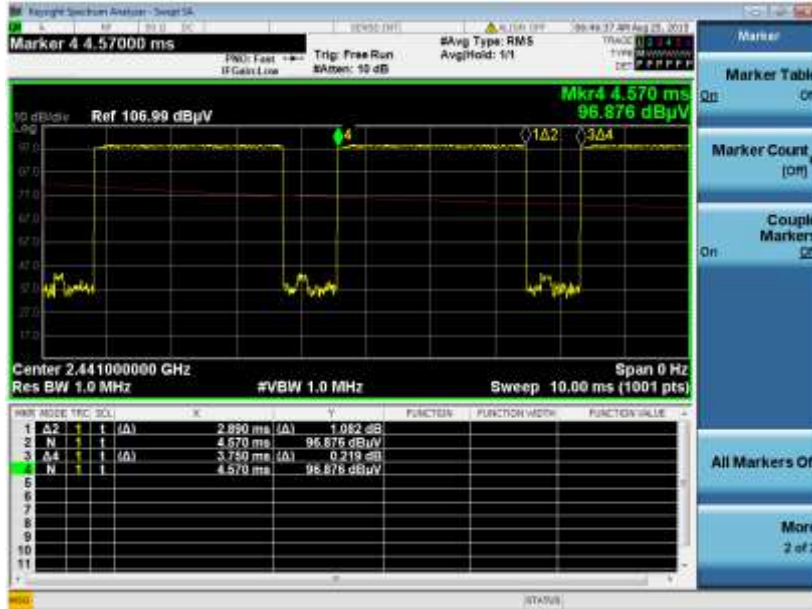 Keysight Spectrum Analyzer - Swept SA
Marker 4 4.57000 ms
PNO: Fast
IFGain:Low
Trig: Free Run
#Atten: 10 dB
#Avg Type: RMS
Avg|Hold: 1/1
TRACE
TYPE
DET
Marker
Marker Table
On
Mkr4 4.570 ms
96.876 dBµV
10 dB/div
Log
Ref 106.99 dBµV
4
1Δ2
3Δ4
Marker Count
[Off]
Couple
Markers
On
Center 2.441000000 GHz
Span 0 Hz
Res BW 1.0 MHz
#VBW 1.0 MHz
Sweep 10.00 ms (1001 pts)
MKR MODE TRC SCL X Y FUNCTION FUNCTION WIDTH FUNCTION VALUE
1 Δ2 1 t (Δ) 2.890 ms (Δ) 1.082 dB
2 N 1 t 4.570 ms 96.876 dBµV
3 Δ4 1 t (Δ) 3.750 ms (Δ) 0.219 dB
4 N 1 t 4.570 ms 96.876 dBµV
5
6
7
8
9
10
11
All Markers Of
More
2 of
MSG
STATUS